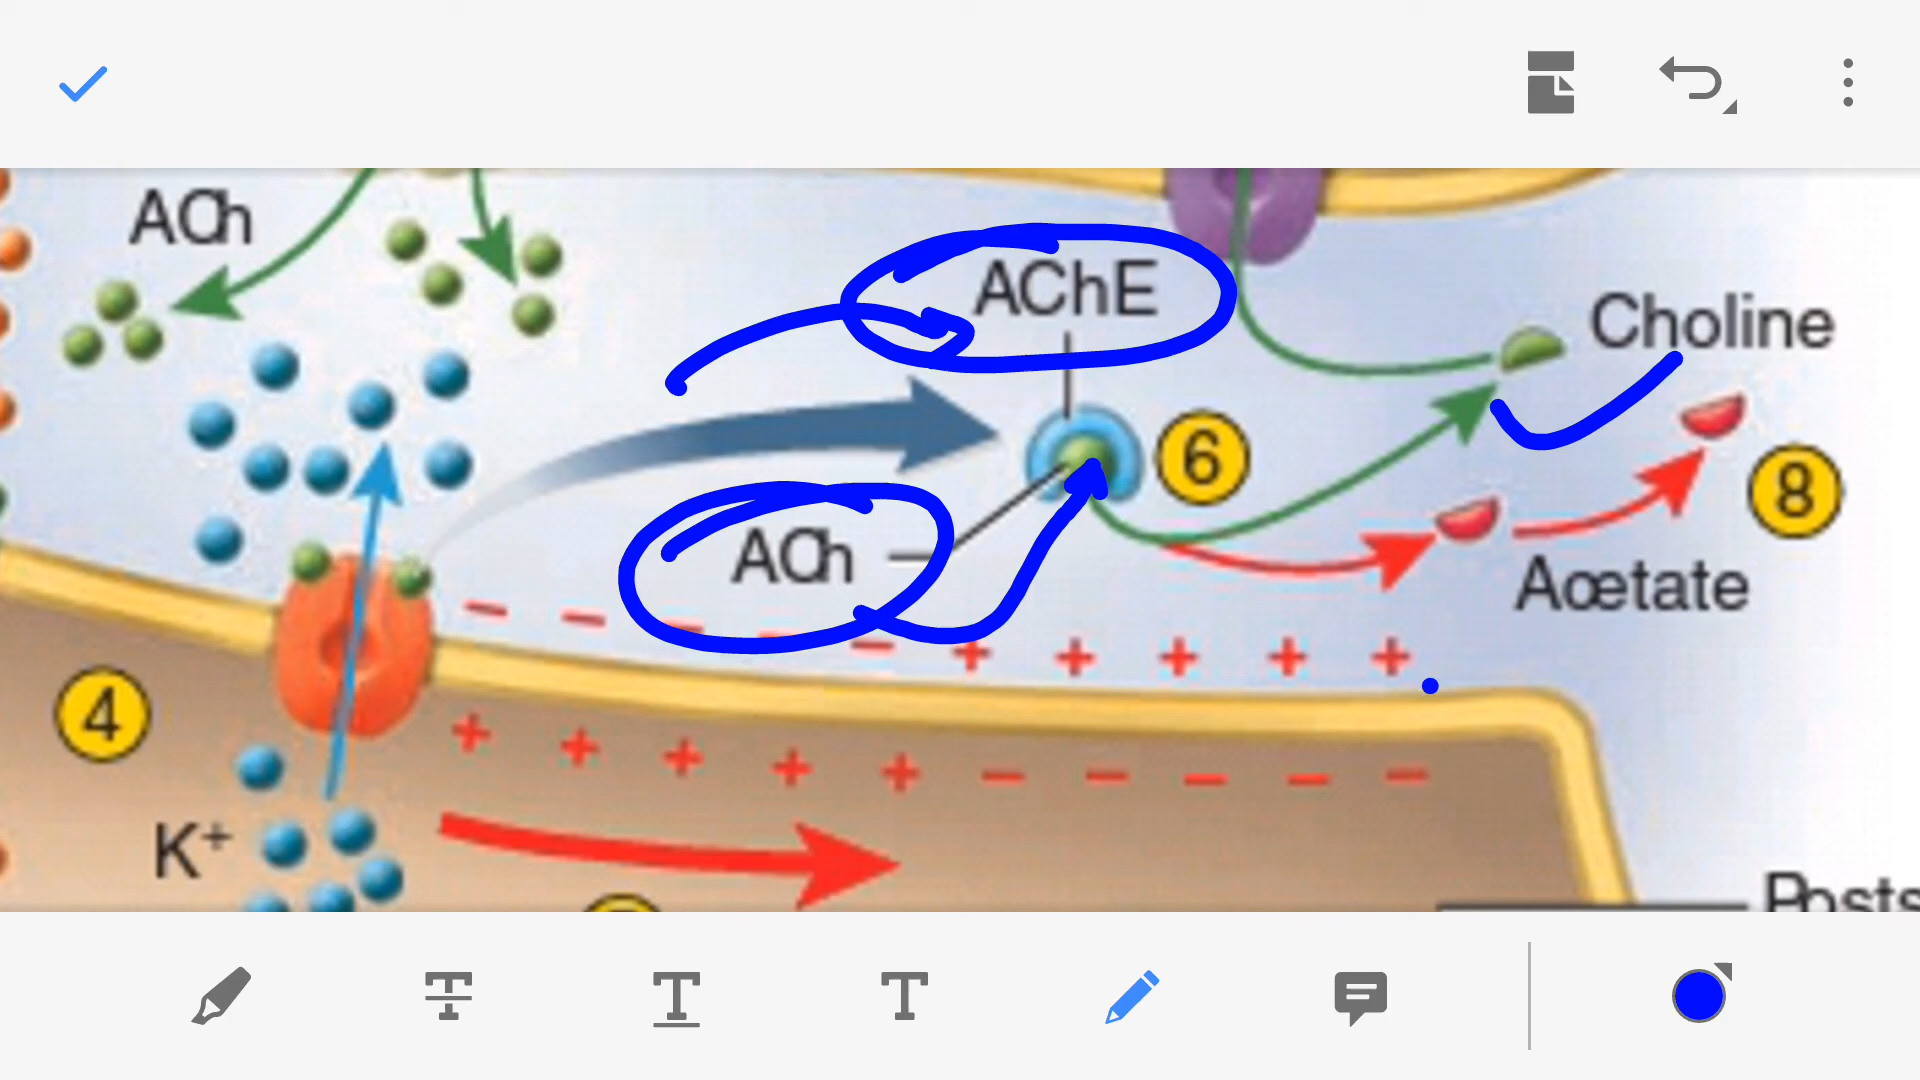 ACh
AChE
Choline
6
8
ACh
Acetate
4
K+
Posts